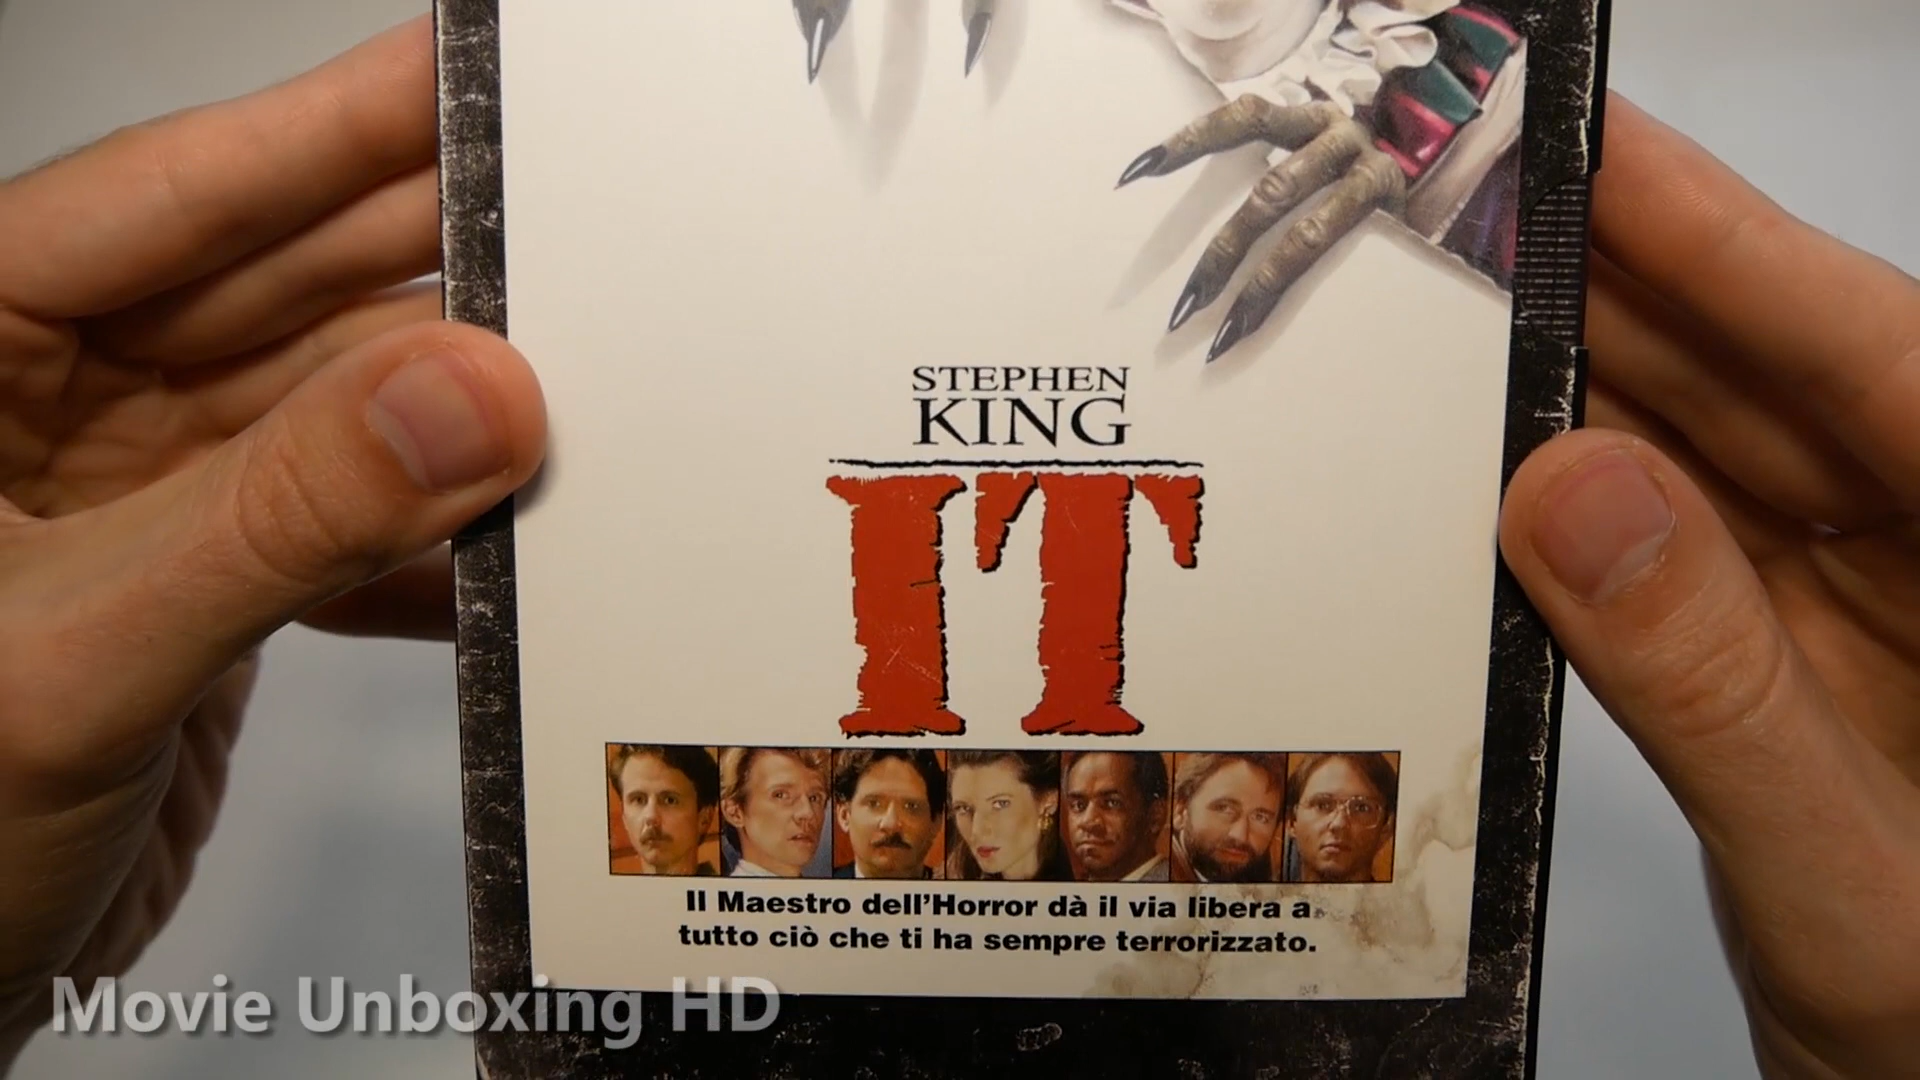 STEPHEN
KING
IT
Il Maestro dell'Horror dà il via libera a
tutto ciò che ti ha sempre terrorizzato.
Movie Unboxing HD